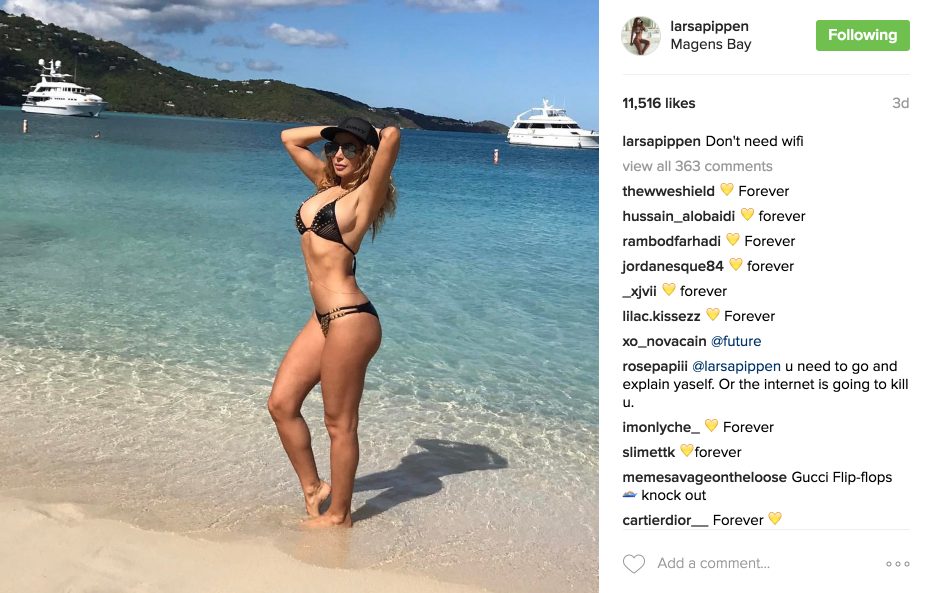 larsapippen
Magens Bay
Following
11,516 likes
3d
larsapippen Don't need wifi
view all 363 comments
thewweshield 💛 Forever
hussain_alobaidi 💛 forever
rambodfarhadi 💛 Forever
jordanesque84 💛 forever
_xjvii 💛 forever
lilac.kissezz 💛 Forever
xo_novacain @future
rosepapiii @larsapippen u need to go and
explain yaself. Or the internet is going to kill
u.
imonlyche_ 💛 Forever
slimettk 💛forever
memesavageontheloose Gucci Flip-flops
knock out
cartierdior__ Forever 💛
Add a comment...